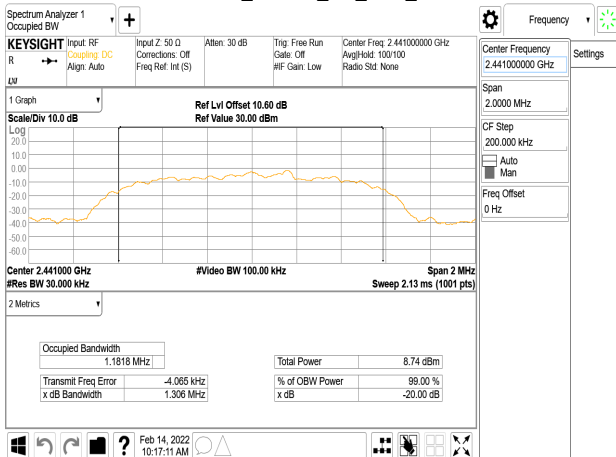 Spectrum Analyzer 1
Occupied BW
Frequency
KEYSIGHT
R
Input: RF
Coupling: DC
Align: Auto
Input Z: 50 Ω
Corrections: Off
Freq Ref: Int (S)
Atten: 30 dB
Trig: Free Run
Gate: Off
#IF Gain: Low
Center Freq: 2.441000000 GHz
Avg|Hold: 100/100
Radio Std: None
Center Frequency
2.441000000 GHz
Settings
Span
2.0000 MHz
CF Step
200.000 kHz
Auto
Man
Freq Offset
0 Hz
1 Graph
Scale/Div 10.0 dB
Ref Lvl Offset 10.60 dB
Ref Value 30.00 dBm
Log
20.0
10.0
0.00
-10.0
-20.0
-30.0
-40.0
-50.0
-60.0
Center 2.441000 GHz
#Video BW 100.00 kHz
Span 2 MHz
#Res BW 30.000 kHz
Sweep 2.13 ms (1001 pts)
2 Metrics
Occupied Bandwidth
1.1818 MHz
Total Power 8.74 dBm
Transmit Freq Error -4.065 kHz
% of OBW Power 99.00 %
x dB Bandwidth 1.306 MHz
x dB -20.00 dB
?
Feb 14, 2022
10:17:11 AM